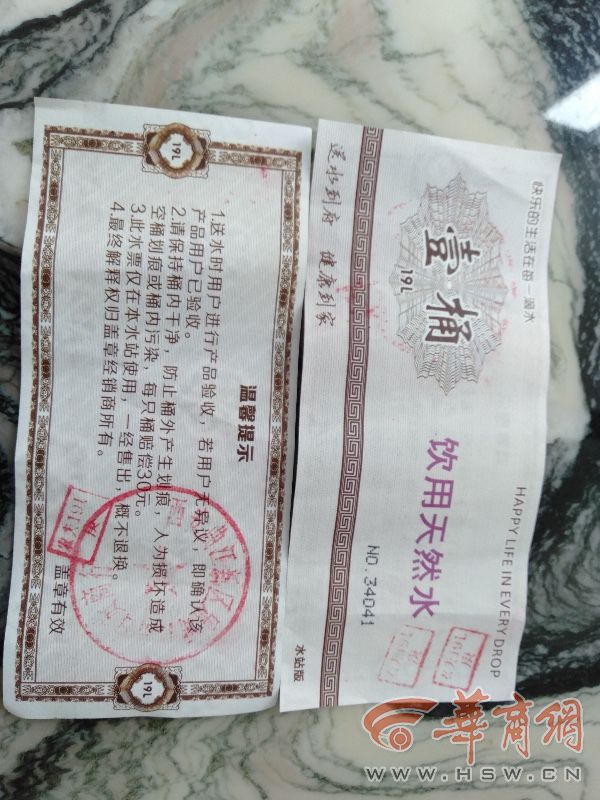 温馨提示
1.送水时用户进行产品验收，若用户无异议，即确认该
产品用户已验收。
2.请保持桶内干净，防止桶外产生划痕，人为损坏造成
空桶划痕或桶内污染，每只桶赔偿30元。
3.此水票仅在本水站使用，一经售出，概不退换。
4.最终解释权归盖章经销商所有。
盖章有效
19L
19L
快乐的生活在每一滴水
HAPPY LIFE IN EVERY DROP
壹桶
19L
饮用天然水
NO.34041
送水到府 健康到家
水站版
華商網
WWW.HSW.CN